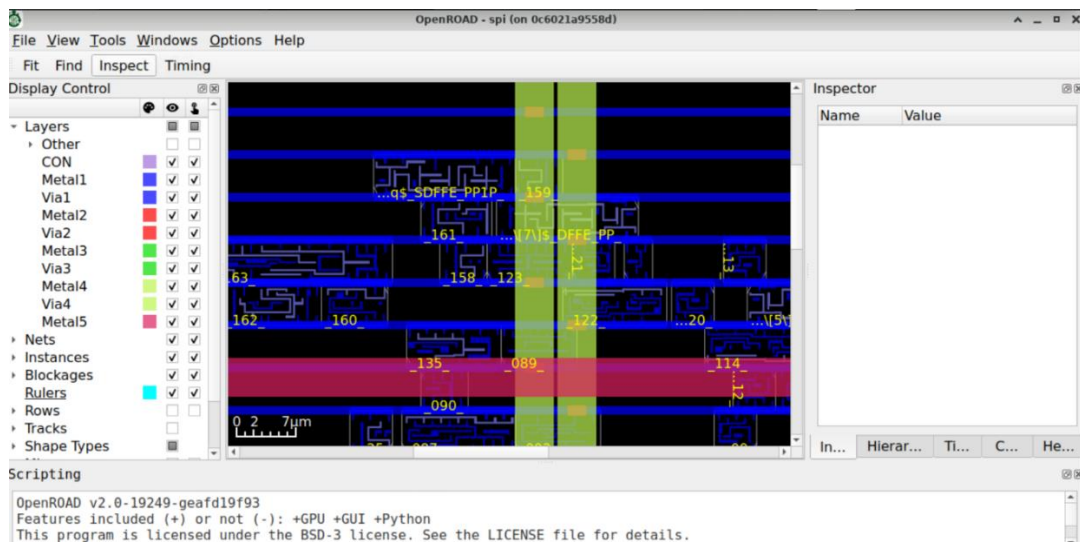 OpenROAD - spi (on 0c6021a9558d)
File View Tools Windows Options Help
Fit Find Inspect Timing
Display Control
Layers
Other
CON
Metal1
Via1
Metal2
Via2
Metal3
Via3
Metal4
Via4
Metal5
Nets
Instances
Blockages
Rulers
Rows
Tracks
Shape Types
...q$_SDFFE_PP1P_ _159_
_161_ ...\[7\]$_DFFE_PP_
_158_ _123_ ...21_ ...13_
_162_ _160_ _122_ ...20_ ...\[5\
_135_ _089_ _114_
...12_
_090_
0 2 7μm
Inspector
Name Value
In... Hierar... Ti... C... He...
Scripting
OpenROAD v2.0-19249-geafd19f93
Features included (+) or not (-): +GPU +GUI +Python
This program is licensed under the BSD-3 license. See the LICENSE file for details.